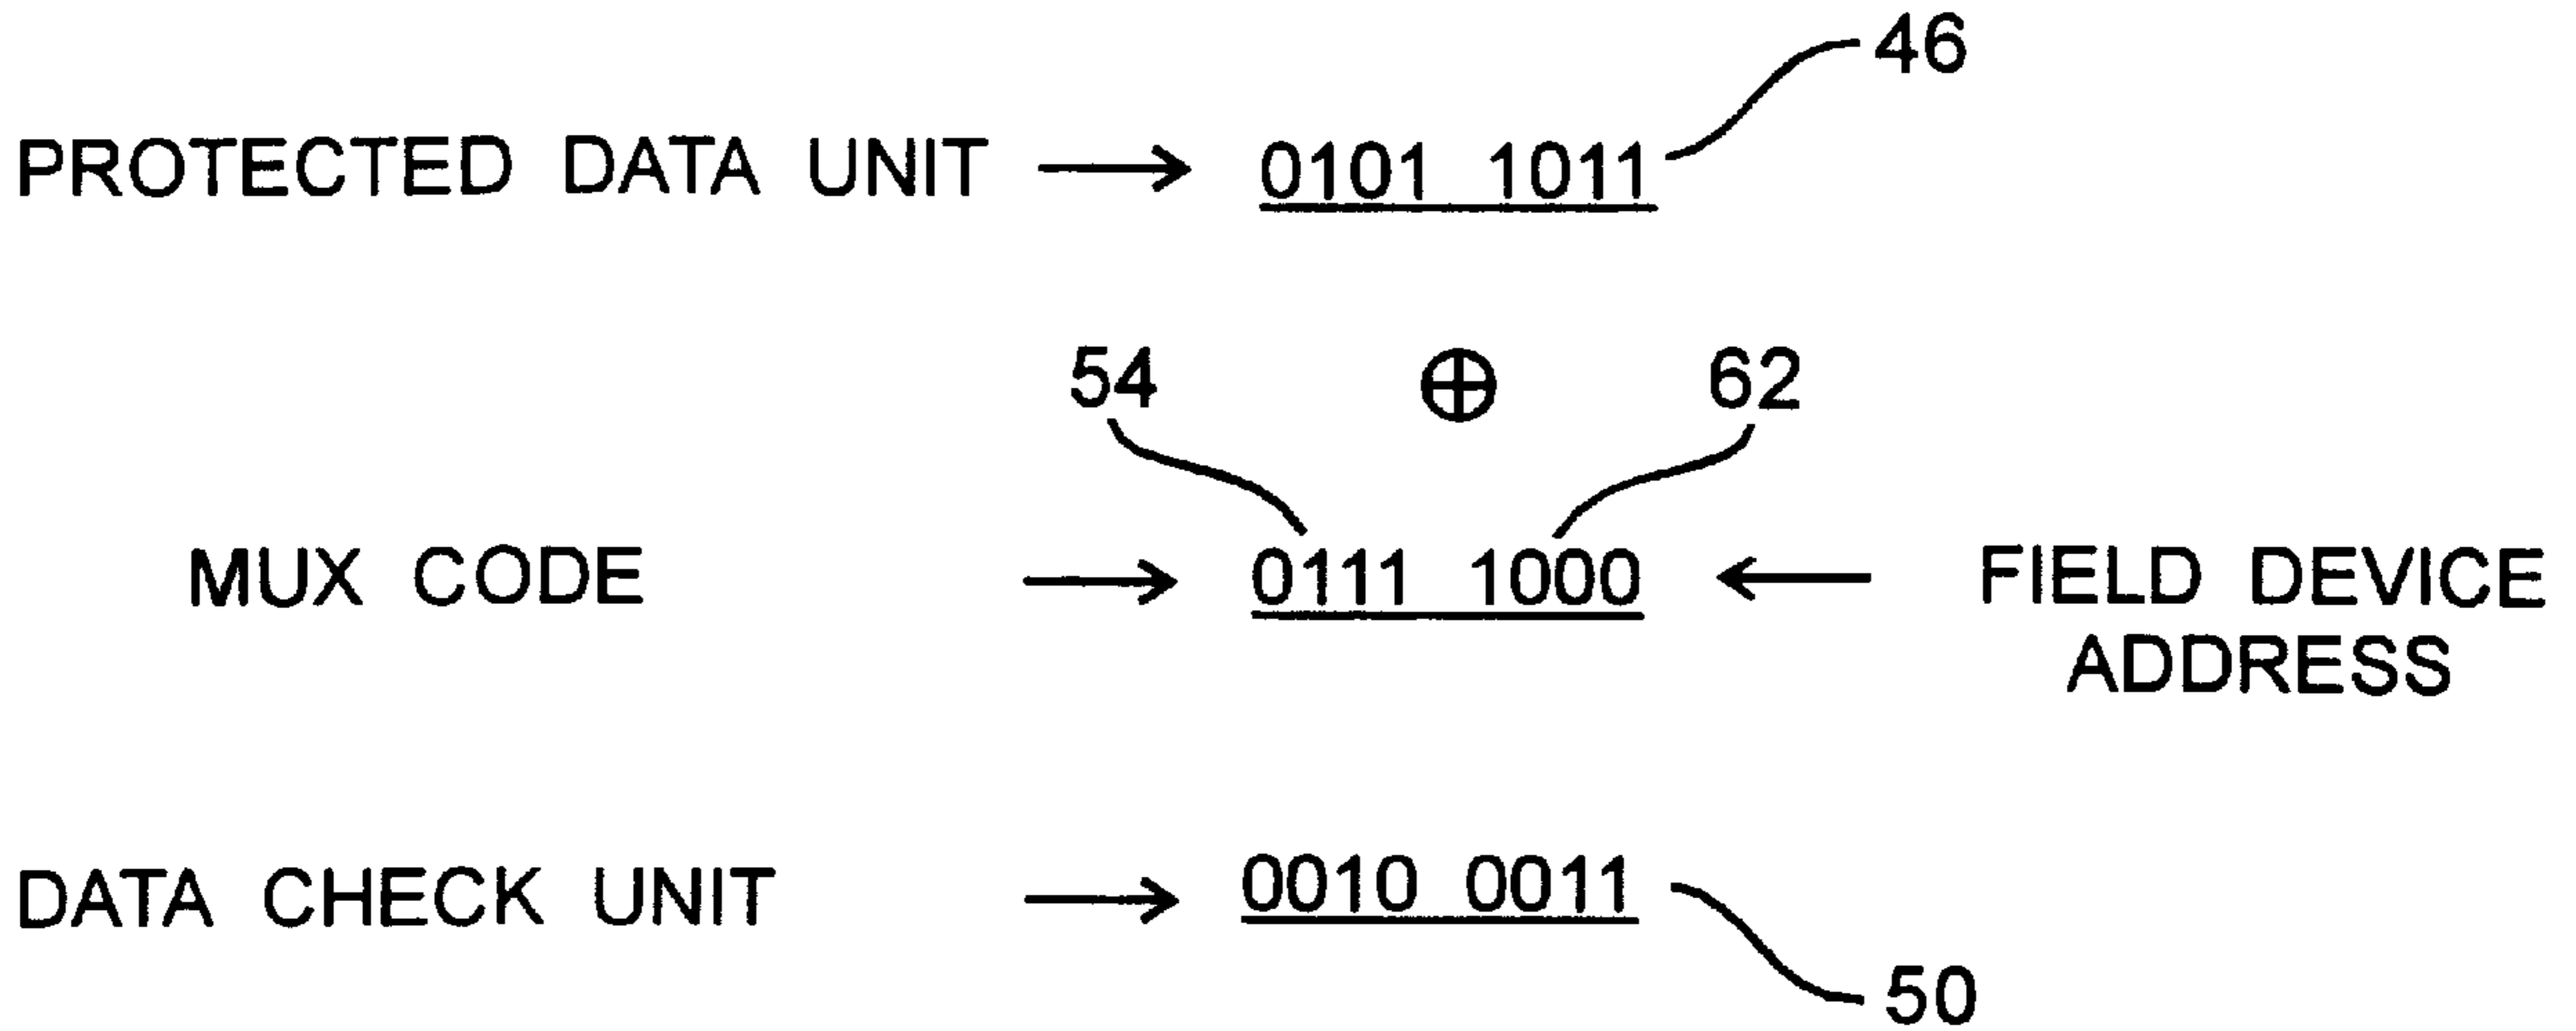 46
PROTECTED DATA UNIT → 0101 1011
54 ⊕ 62
MUX CODE → 0111 1000 ← FIELD DEVICE
ADDRESS
DATA CHECK UNIT → 0010 0011
50